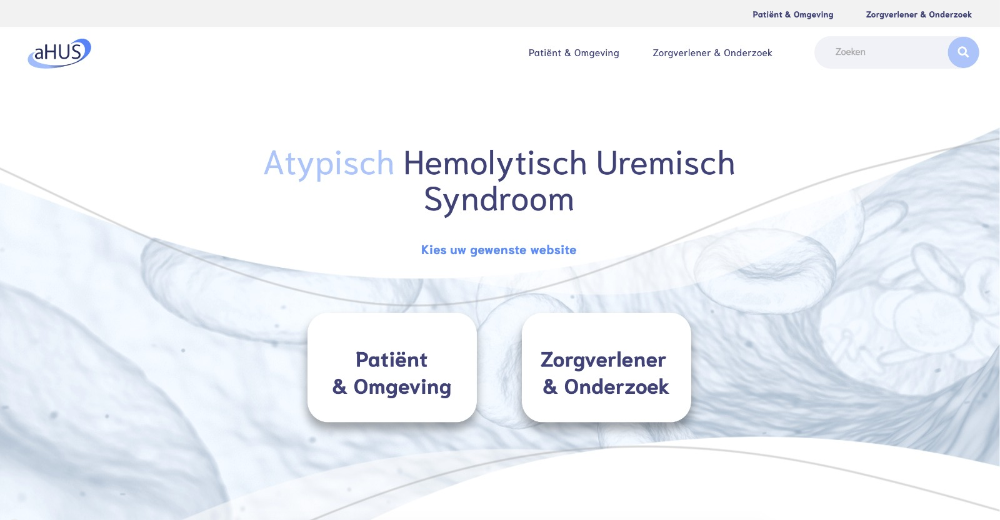 Patiënt & Omgeving
Zorgverlener & Onderzoek
aHUS
Patiënt & Omgeving
Zorgverlener & Onderzoek
Zoeken
Atypisch Hemolytisch Uremisch
Syndroom
Kies uw gewenste website
Patiënt
& Omgeving
Zorgverlener
& Onderzoek